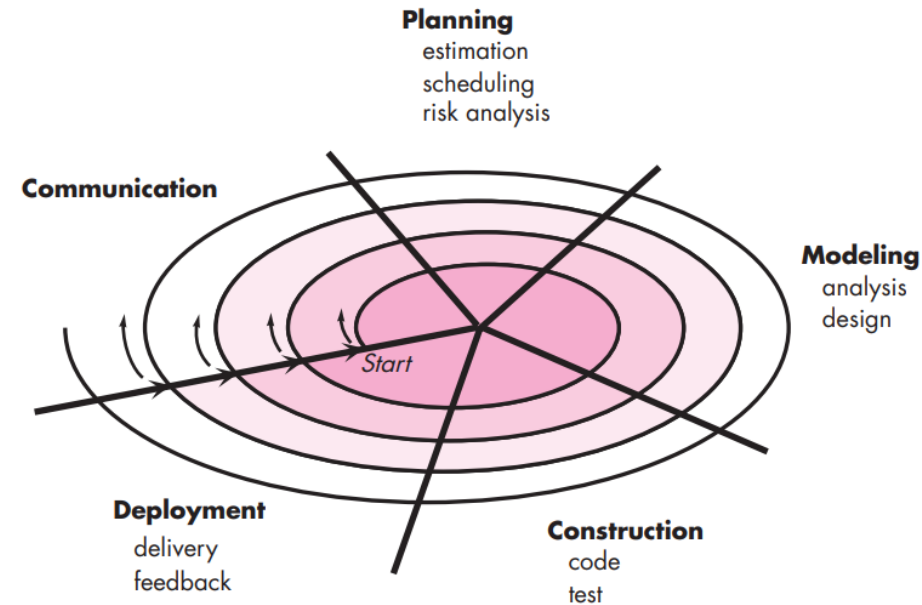 Planning
estimation
scheduling
risk analysis
Communication
Modeling
analysis
design
Start
Deployment
delivery
feedback
Construction
code
test